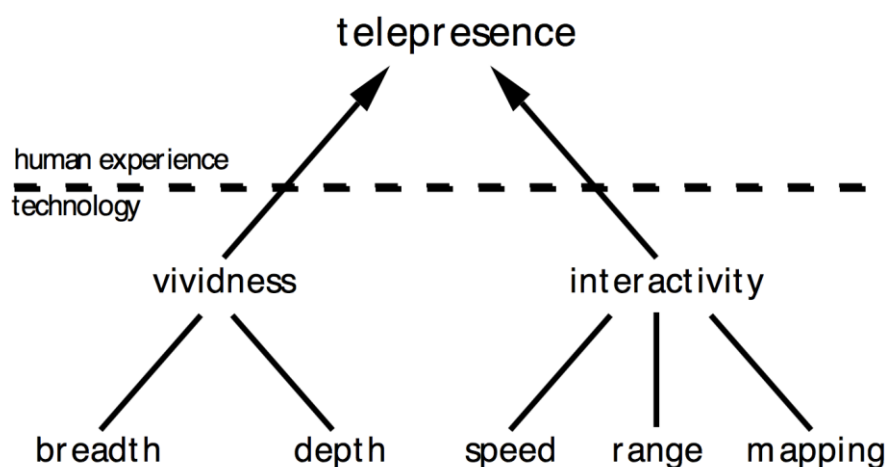 telepresence
human experience
technology
vividness interactivity
breadth depth speed range mapping